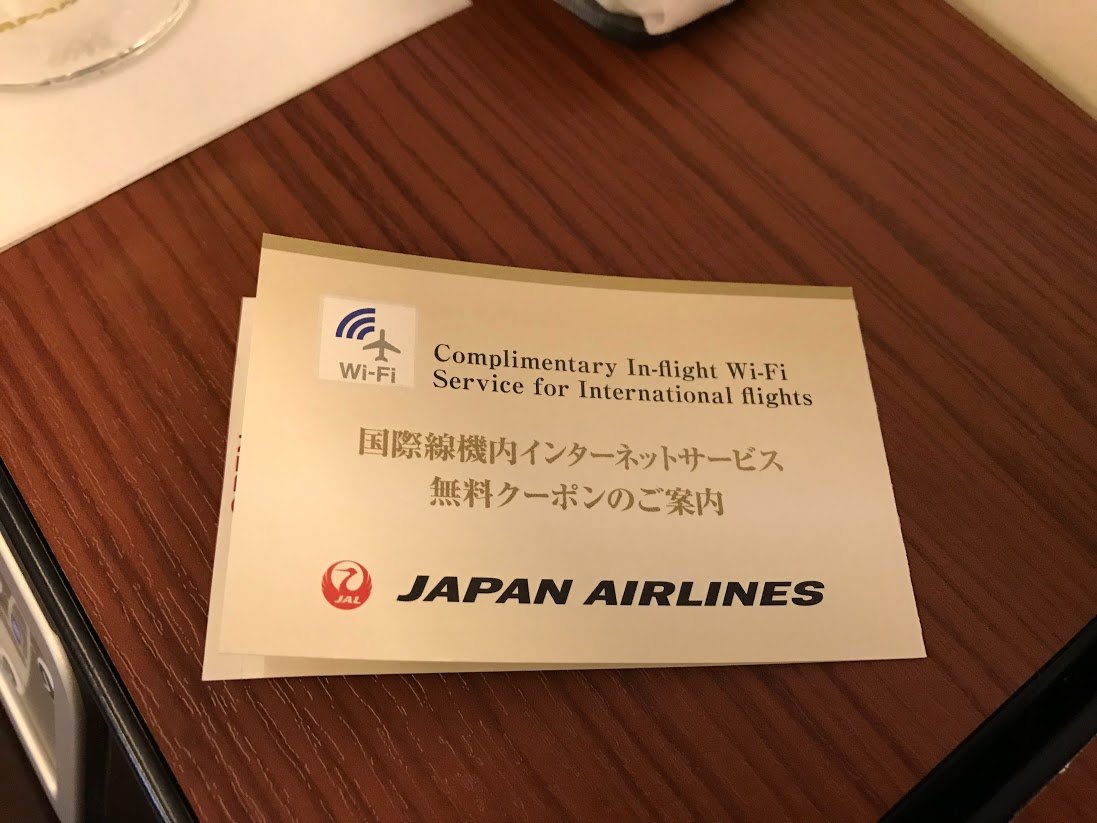 Wi-Fi
Complimentary In-flight Wi-Fi
Service for International flights
国際線機内インターネットサービス
無料クーポンのご案内
JAL
JAPAN AIRLINES